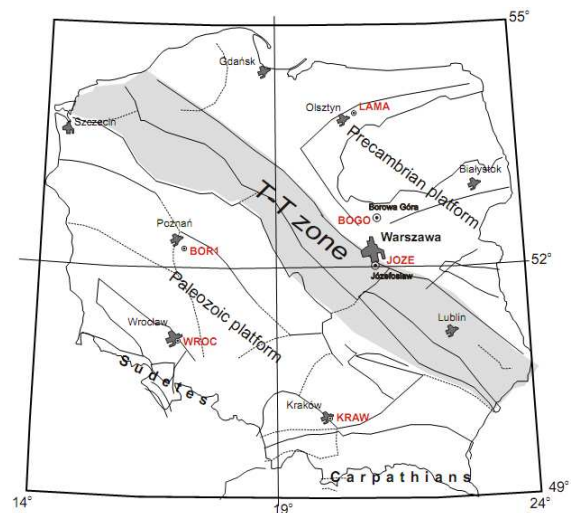 55°
Gdańsk
Olsztyn
LAMA
Szczecin
Precambrian platform
Białystok
T-T zone
Borowa Góra
BOGO
Poznań
BOR1
Warszawa
JOZE
52°
Józefosław
Paleozoic platform
Lublin
Wrocław
WROC
Sudetes
Kraków
KRAW
Carpathians
14°
19°
24°
49°